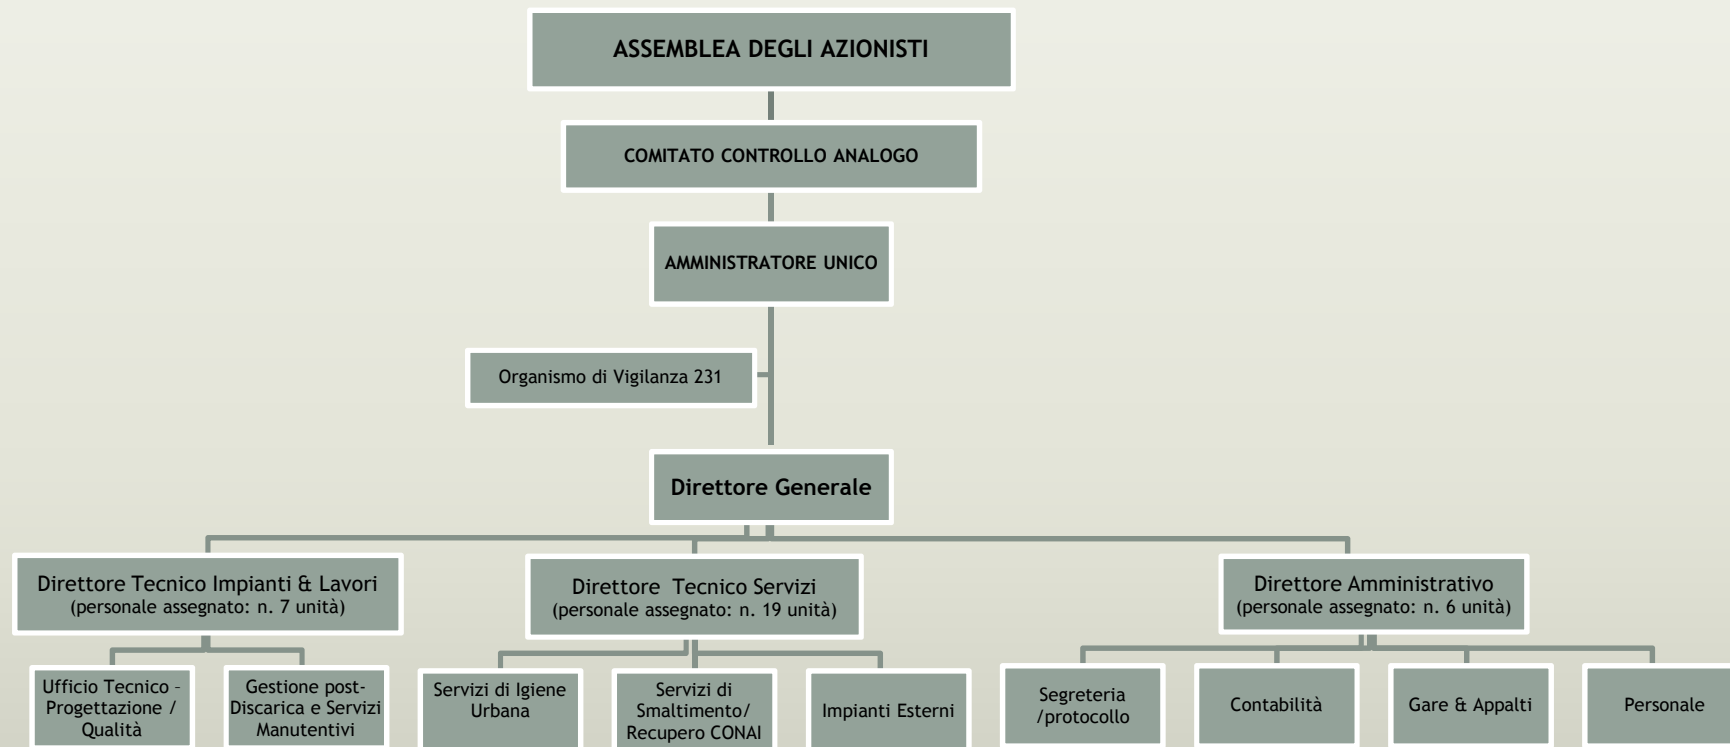 ASSEMBLEA DEGLI AZIONISTI
COMITATO CONTROLLO ANALOGO
AMMINISTRATORE UNICO
Organismo di Vigilanza 231
Direttore Generale
Direttore Tecnico Impianti & Lavori
(personale assegnato: n. 7 unità)
Direttore Tecnico Servizi
(personale assegnato: n. 19 unità)
Direttore Amministrativo
(personale assegnato: n. 6 unità)
Ufficio Tecnico –
Progettazione /
Qualità
Gestione post-
Discarica e Servizi
Manutentivi
Servizi di Igiene
Urbana
Servizi di
Smaltimento/
Recupero CONAI
Impianti Esterni
Segreteria
/protocollo
Contabilità
Gare & Appalti
Personale